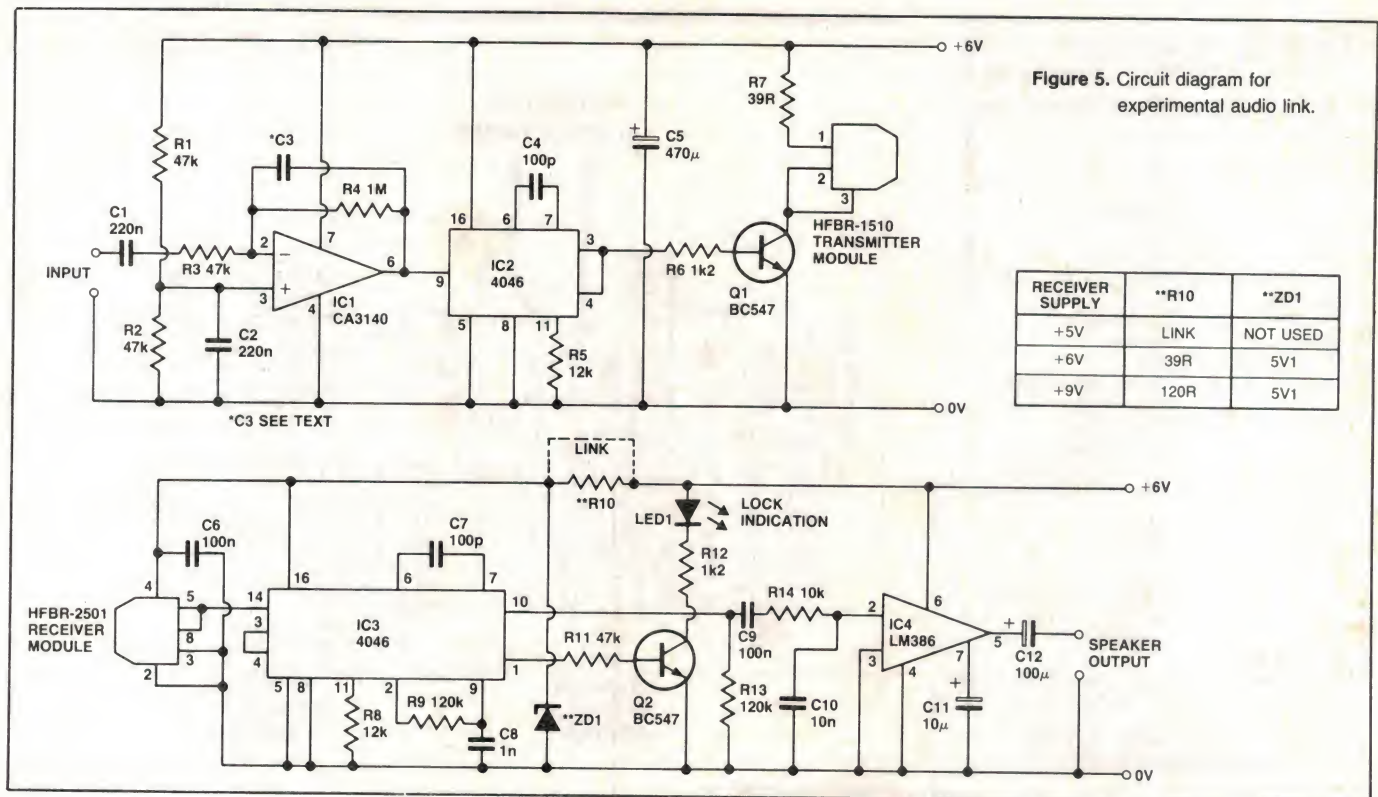 +6V
Figure 5. Circuit diagram for
experimental audio link.
R7
39R
R1
47k
*C3
R4 1M
C4
100p
+
C5
470µ
1
2
3
HFBR-1510
TRANSMITTER
MODULE
C1
220n
INPUT
R3 47k
2
−
3
+
7
6
4
IC1
CA3140
16
6
7
9
IC2
4046
3
4
5
8
11
R6 1k2
Q1
BC547
R2
47k
C2
220n
R5
12k
*C3 SEE TEXT
0V
RECEIVER SUPPLY **R10 **ZD1
+5V LINK NOT USED
+6V 39R 5V1
+9V 120R 5V1
LINK
**R10
+6V
LED1
LOCK
INDICATION
R12
1k2
C6
100n
C7
100p
4
5
8
3
2
HFBR-2501
RECEIVER
MODULE
14
3
4
16
6
7
10
1
IC3
4046
5
8
11
2
9
R8
12k
R9 120k
C8
1n
R11 47k
**ZD1
Q2
BC547
C9
100n
R14 10k
R13
120k
C10
10n
2
3
6
IC4
LM386
7
5
4
+
C11
10µ
+
C12
100µ
SPEAKER
OUTPUT
0V